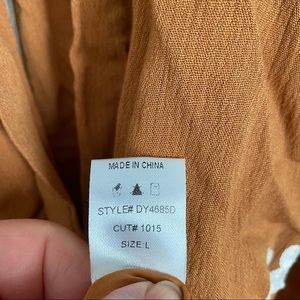 MADE IN CHINA
STYLE# DY4685D
CUT# 1015
SIZE:L